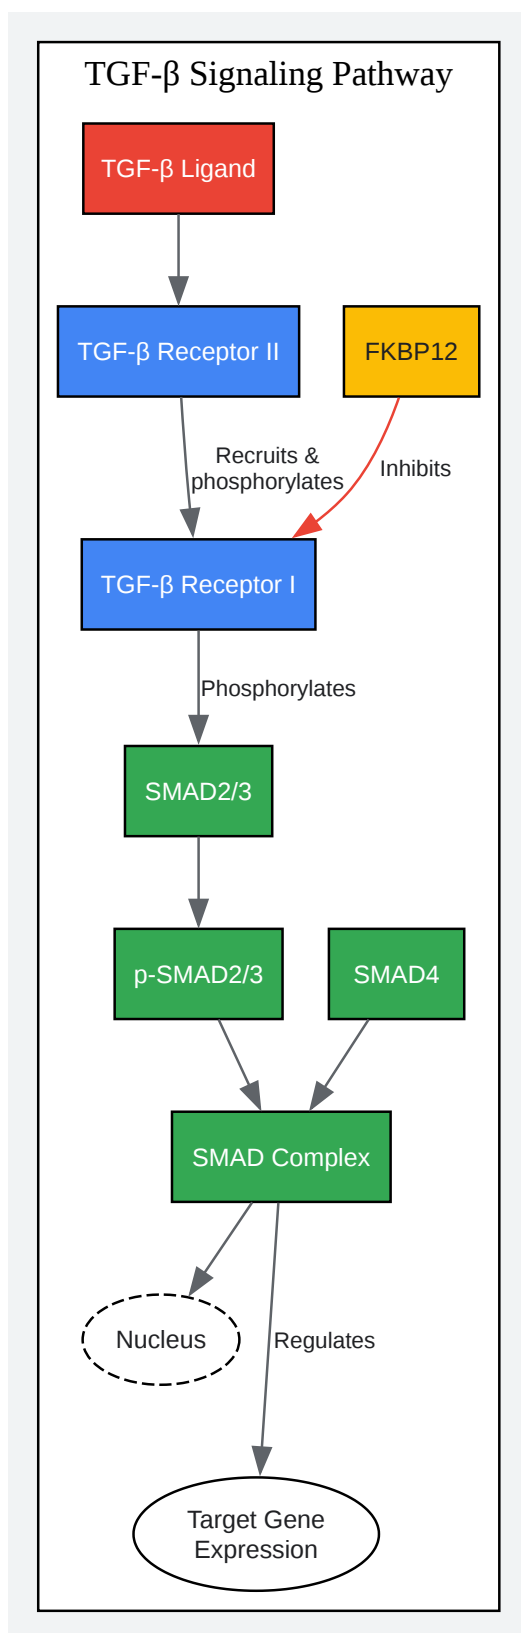 TGF-β Signaling Pathway
TGF-β Ligand
TGF-β Receptor II
FKBP12
Recruits &
phosphorylates
Inhibits
TGF-β Receptor I
Phosphorylates
SMAD2/3
p-SMAD2/3
SMAD4
SMAD Complex
Nucleus
Regulates
Target Gene
Expression